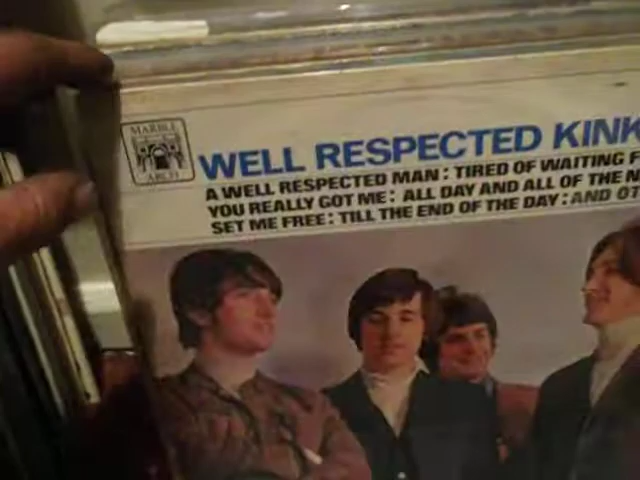 MARBLE
ARCH
WELL RESPECTED KINK
A WELL RESPECTED MAN: TIRED OF WAITING F
YOU REALLY GOT ME: ALL DAY AND ALL OF THE N
SET ME FREE: TILL THE END OF THE DAY: AND OT